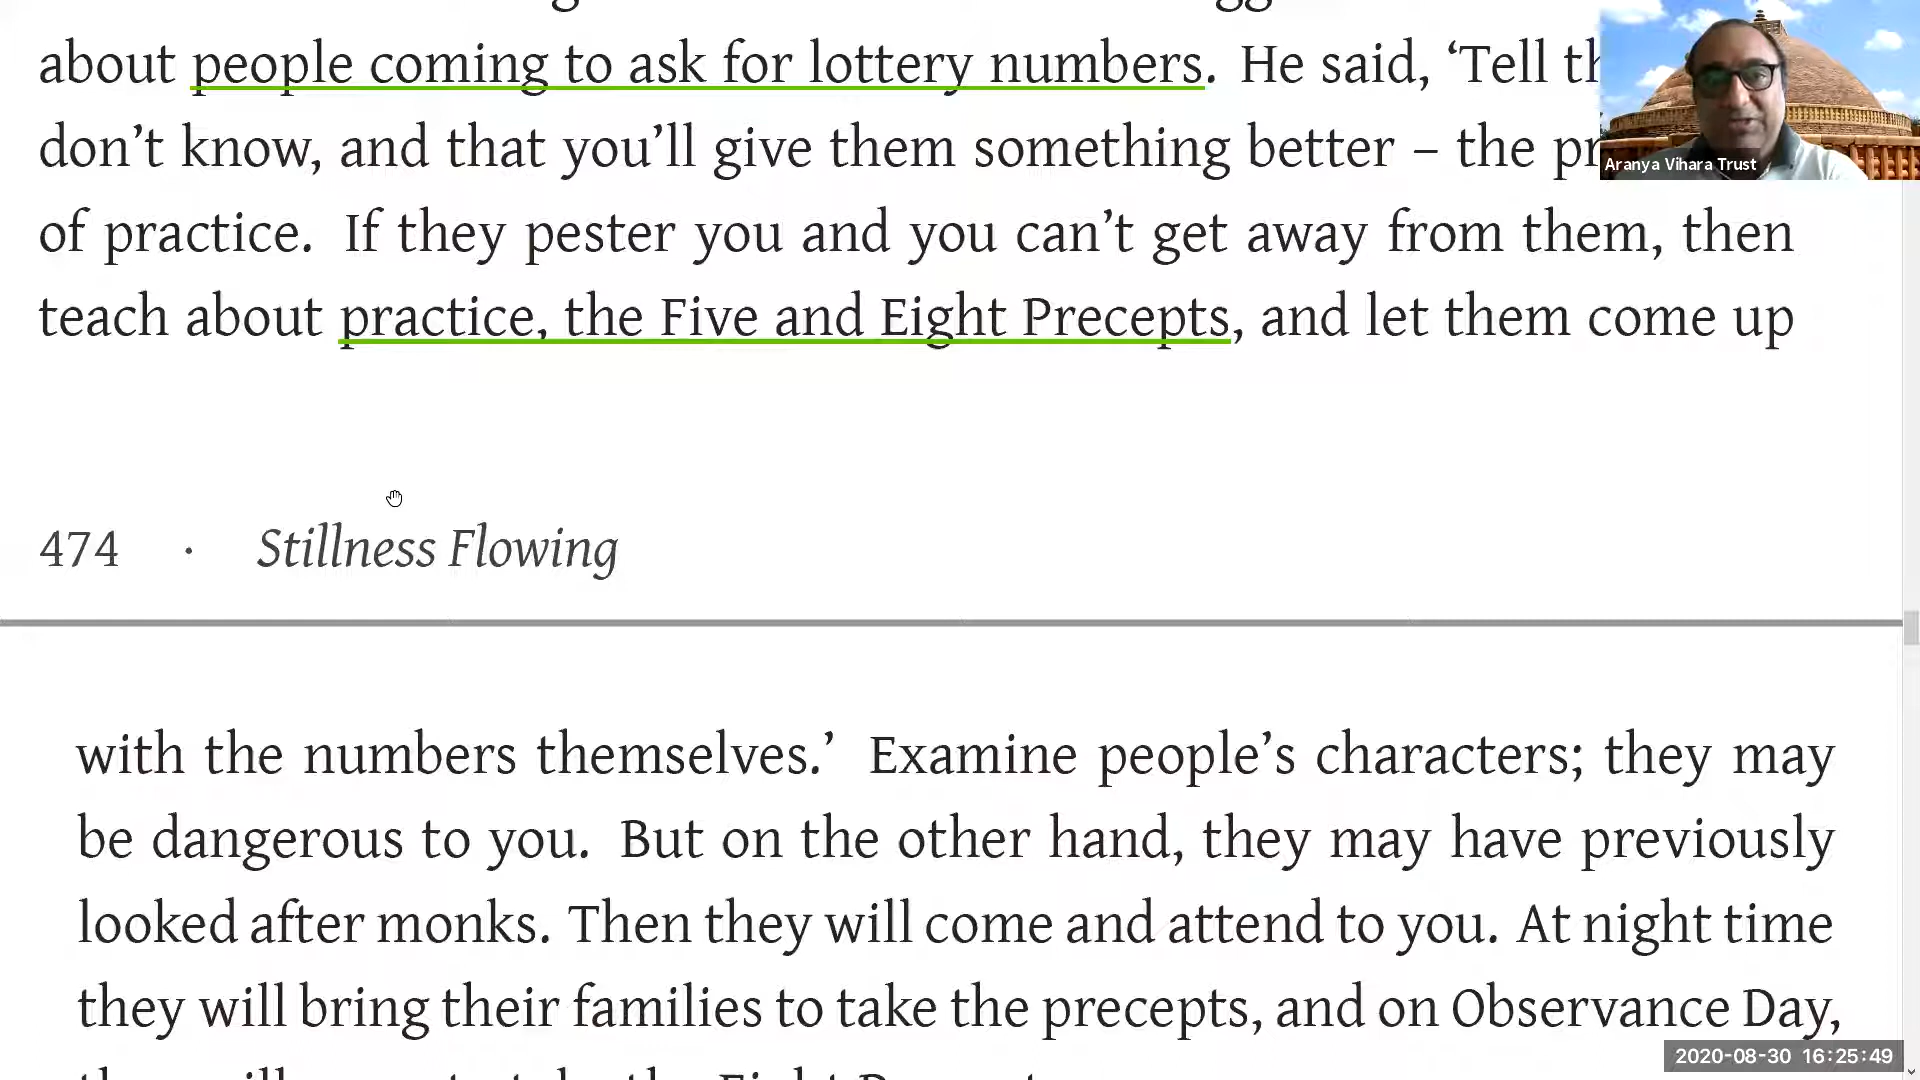 about people coming to ask for lottery numbers. He said, ‘Tell
don’t know, and that you’ll give them something better – the
of practice. If they pester you and you can’t get away from them, then
teach about practice, the Five and Eight Precepts, and let them come up
474 · Stillness Flowing
with the numbers themselves.’ Examine people’s characters; they may
be dangerous to you. But on the other hand, they may have previously
looked after monks. Then they will come and attend to you. At night time
they will bring their families to take the precepts, and on Observance Day,
Aranya Vihara Trust
2020-08-30 16:25:49